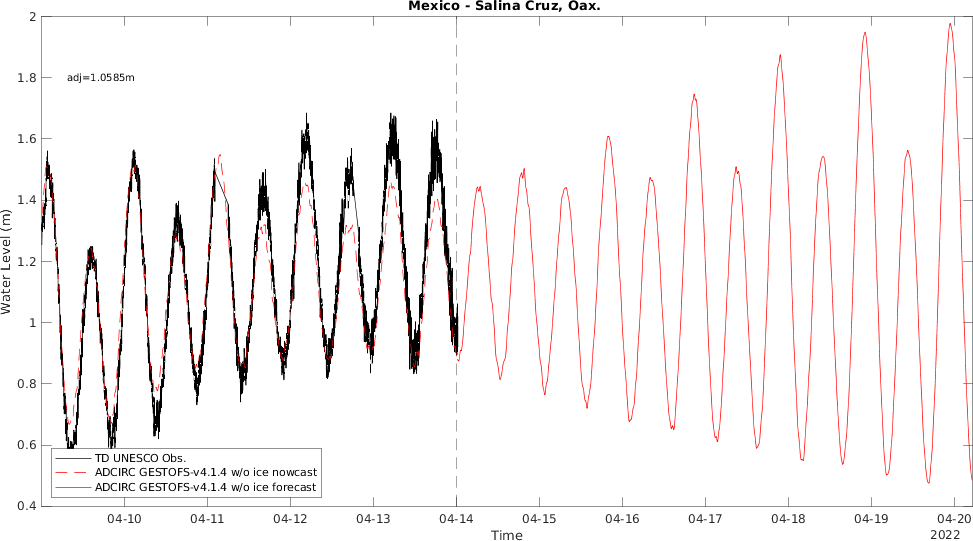 Mexico - Salina Cruz, Oax.
2
1.8
1.6
1.4
1.2
1
0.8
0.6
0.4
Water Level (m)
adj=1.0585m
TD UNESCO Obs.
ADCIRC GESTOFS-v4.1.4 w/o ice nowcast
ADCIRC GESTOFS-v4.1.4 w/o ice forecast
04-10 04-11 04-12 04-13 04-14 04-15 04-16 04-17 04-18 04-19 04-20
Time
2022